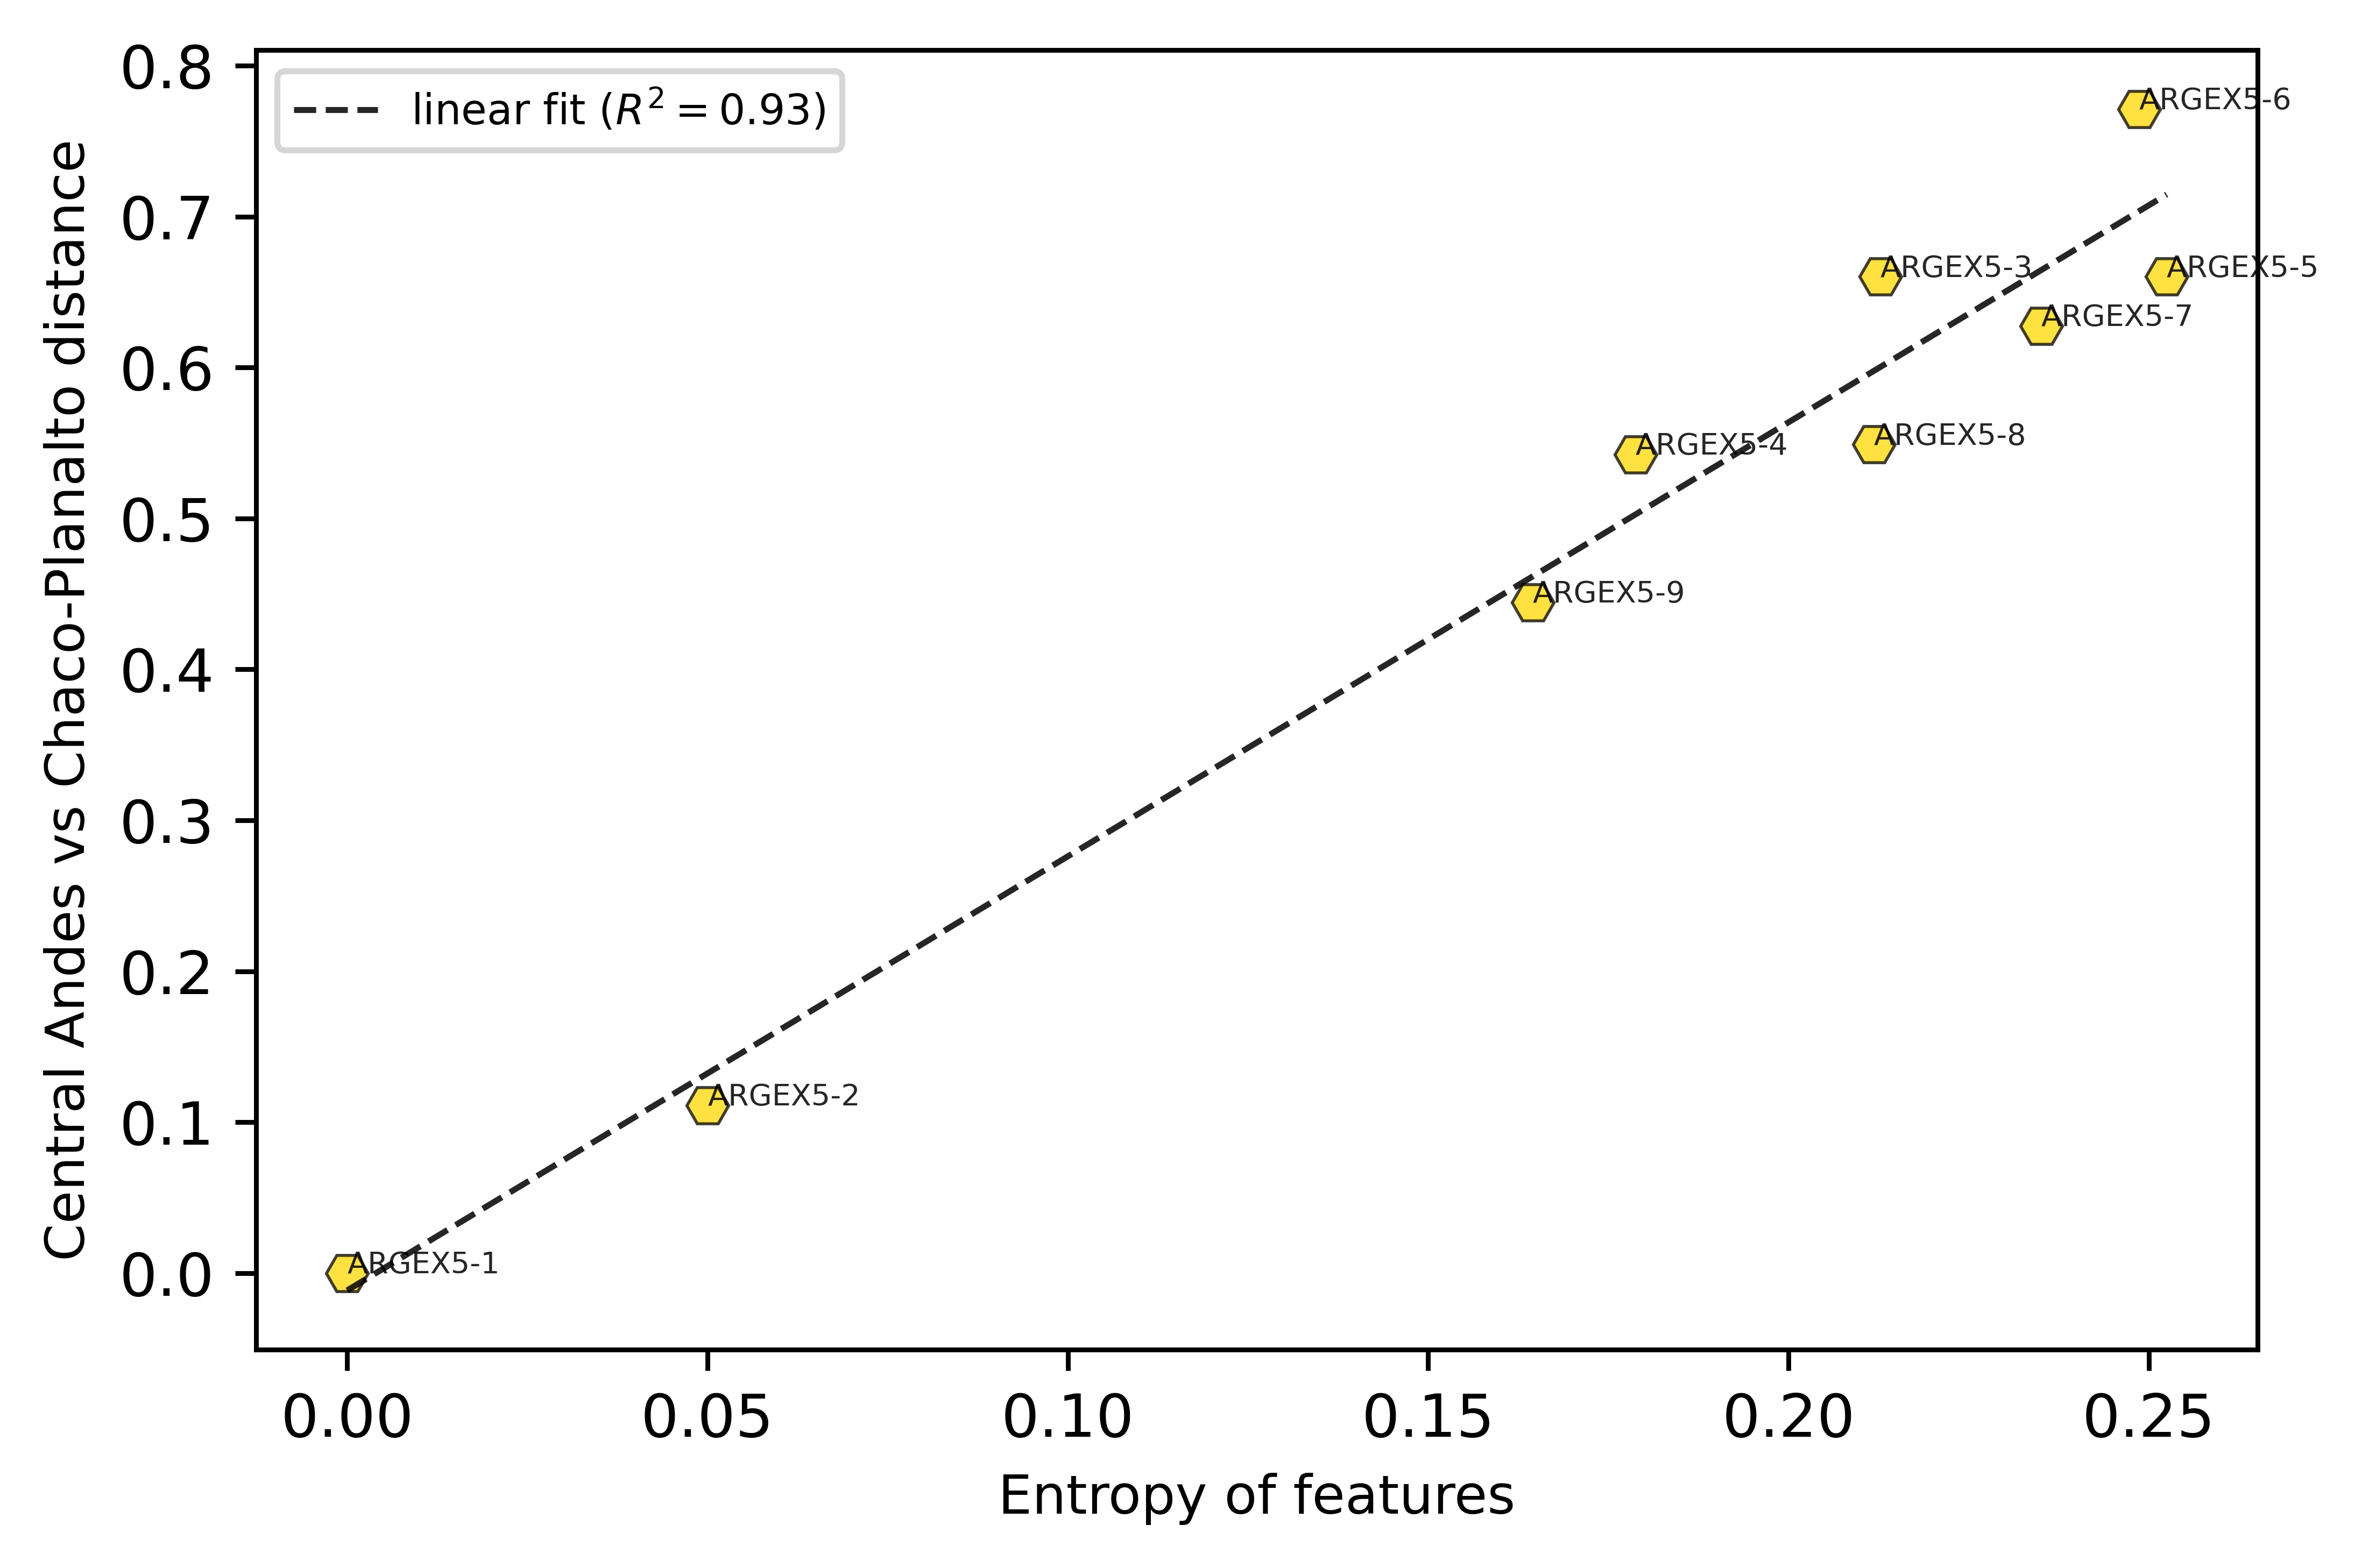 linear fit (R² = 0.93)
Central Andes vs Chaco-Planalto distance
0.8
0.7
0.6
0.5
0.4
0.3
0.2
0.1
0.0
ARGEX5-6
ARGEX5-3
ARGEX5-5
ARGEX5-7
ARGEX5-8
ARGEX5-4
ARGEX5-9
ARGEX5-2
ARGEX5-1
0.00 0.05 0.10 0.15 0.20 0.25
Entropy of features